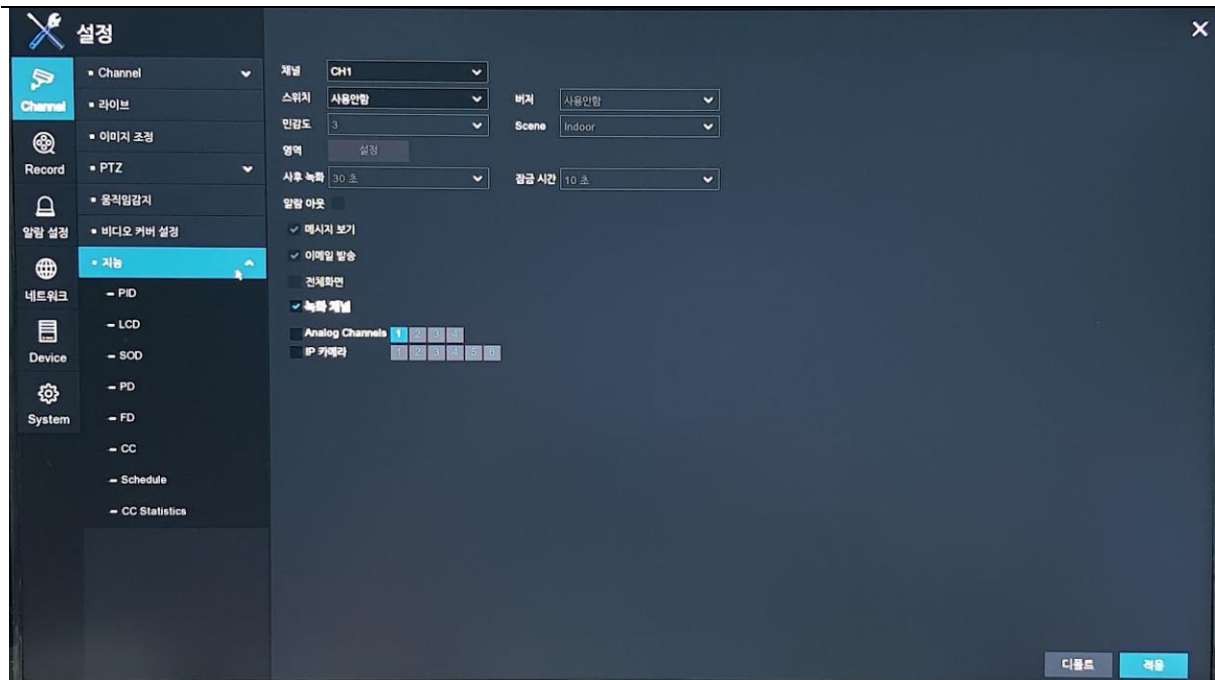 설정
Channel
Record
알람 설정
네트워크
Device
System
Channel
라이브
이미지 조정
PTZ
움직임감지
비디오 커버 설정
지능
PID
LCD
SOD
PD
FD
CC
Schedule
CC Statistics
채널 CH1
스위치 사용안함 버저 사용안함
민감도 3 Scene Indoor
영역 설정
사후 녹화 30 초 잠금 시간 10 초
알람 아웃
메시지 보기
이메일 발송
전체화면
녹화 채널
Analog Channels 1 2 3 4
IP 카메라 1 2 3 4 5 6
디폴트 적용